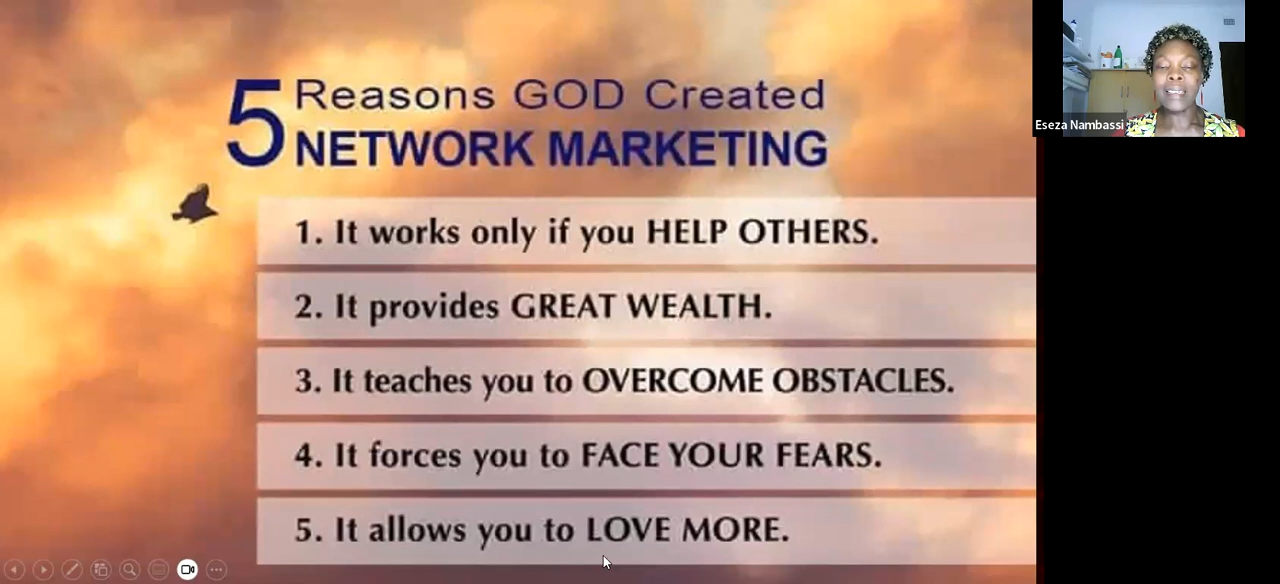 5 Reasons GOD Created
NETWORK MARKETING
1. It works only if you HELP OTHERS.
2. It provides GREAT WEALTH.
3. It teaches you to OVERCOME OBSTACLES.
4. It forces you to FACE YOUR FEARS.
5. It allows you to LOVE MORE.
Eseza Nambassi